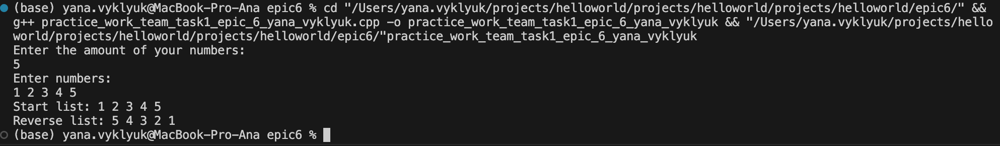 (base) yana.vyklyuk@MacBook-Pro-Ana epic6 % cd "/Users/yana.vyklyuk/projects/helloworld/projects/helloworld/projects/helloworld/epic6/" &&
g++ practice_work_team_task1_epic_6_yana_vyklyuk.cpp -o practice_work_team_task1_epic_6_yana_vyklyuk && "/Users/yana.vyklyuk/projects/hello
world/projects/helloworld/projects/helloworld/epic6/"practice_work_team_task1_epic_6_yana_vyklyuk
Enter the amount of your numbers:
5
Enter numbers:
1 2 3 4 5
Start list: 1 2 3 4 5
Reverse list: 5 4 3 2 1
(base) yana.vyklyuk@MacBook-Pro-Ana epic6 %